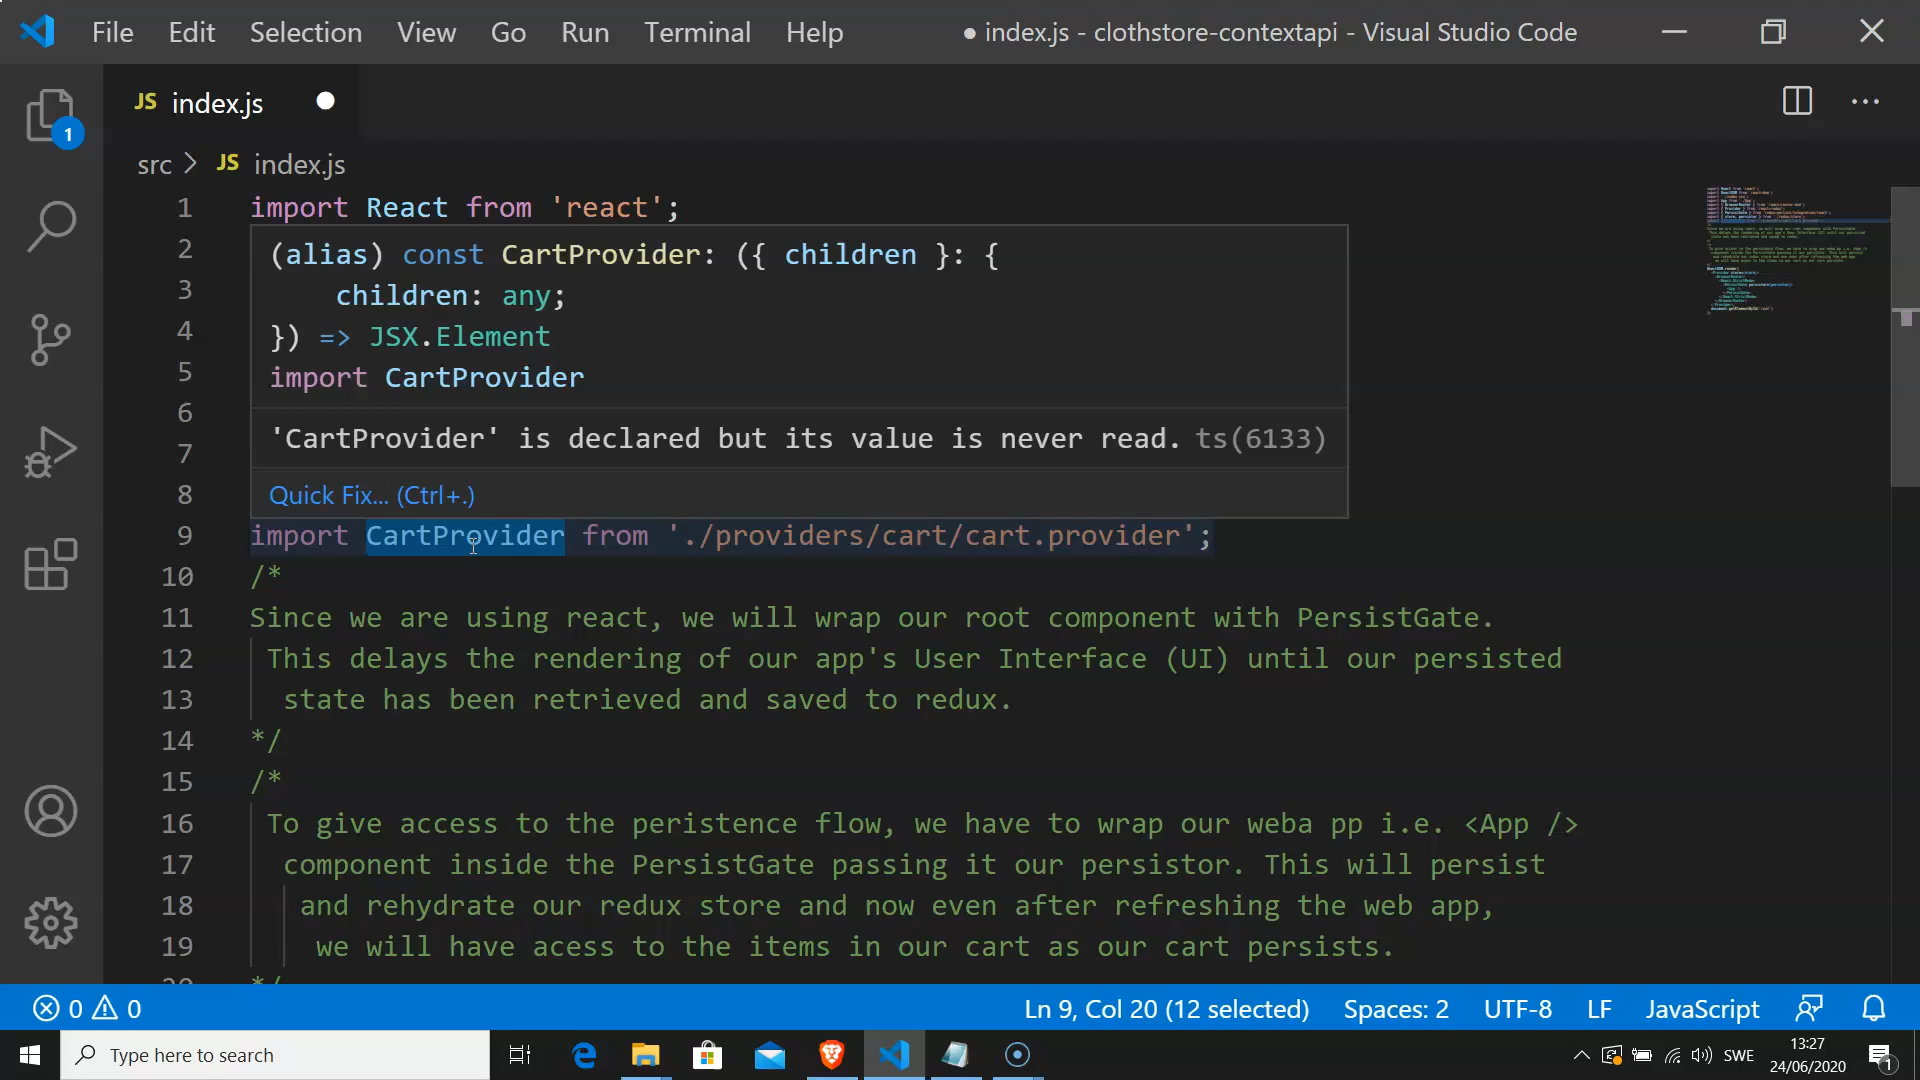 File Edit Selection View Go Run Terminal Help ● index.js - clothstore-contextapi - Visual Studio Code
1
JS index.js
src > JS index.js
1 import React from 'react';
2
3
4
5
6
7
8
(alias) const CartProvider: ({ children }: {
children: any;
}) => JSX.Element
import CartProvider
'CartProvider' is declared but its value is never read. ts(6133)
Quick Fix... (Ctrl+.)
9 import CartProvider from './providers/cart/cart.provider';
10 /*
11 Since we are using react, we will wrap our root component with PersistGate.
12 This delays the rendering of our app's User Interface (UI) until our persisted
13 state has been retrieved and saved to redux.
14 */
15 /*
16 To give access to the peristence flow, we have to wrap our weba pp i.e. <App />
17 component inside the PersistGate passing it our persistor. This will persist
18 and rehydrate our redux store and now even after refreshing the web app,
19 we will have acess to the items in our cart as our cart persists.
20 */
0 0 Ln 9, Col 20 (12 selected) Spaces: 2 UTF-8 LF JavaScript
Type here to search SWE 13:27
24/06/2020 1